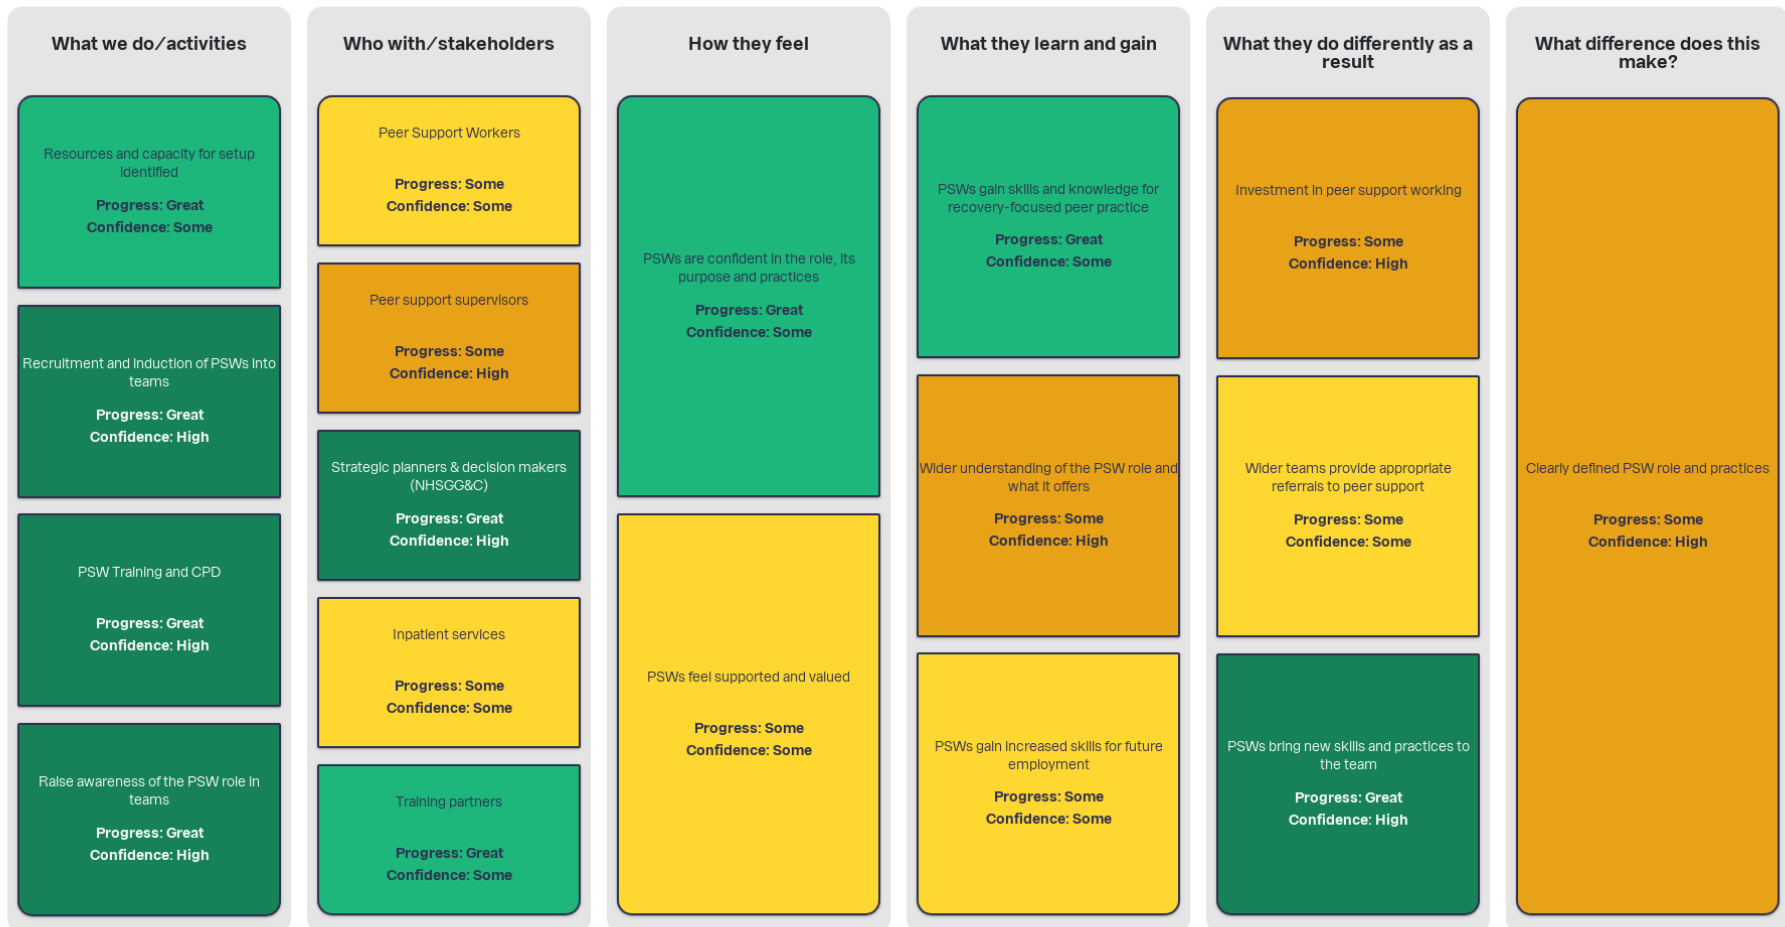 What we do/activities
Resources and capacity for setup
identified
Progress: Great
Confidence: Some
Recruitment and induction of PSWs into
teams
Progress: Great
Confidence: High
PSW Training and CPD
Progress: Great
Confidence: High
Raise awareness of the PSW role in
teams
Progress: Great
Confidence: High
Who with/stakeholders
Peer Support Workers
Progress: Some
Confidence: Some
Peer support supervisors
Progress: Some
Confidence: High
Strategic planners & decision makers
(NHSGG&C)
Progress: Great
Confidence: High
Inpatient services
Progress: Some
Confidence: Some
Training partners
Progress: Great
Confidence: Some
How they feel
PSWs are confident in the role, its
purpose and practices
Progress: Great
Confidence: Some
PSWs feel supported and valued
Progress: Some
Confidence: Some
What they learn and gain
PSWs gain skills and knowledge for
recovery-focused peer practice
Progress: Great
Confidence: Some
Wider understanding of the PSW role and
what it offers
Progress: Some
Confidence: High
PSWs gain increased skills for future
employment
Progress: Some
Confidence: Some
What they do differently as a
result
Investment in peer support working
Progress: Some
Confidence: High
Wider teams provide appropriate
referrals to peer support
Progress: Some
Confidence: Some
PSWs bring new skills and practices to
the team
Progress: Great
Confidence: High
What difference does this
make?
Clearly defined PSW role and practices
Progress: Some
Confidence: High